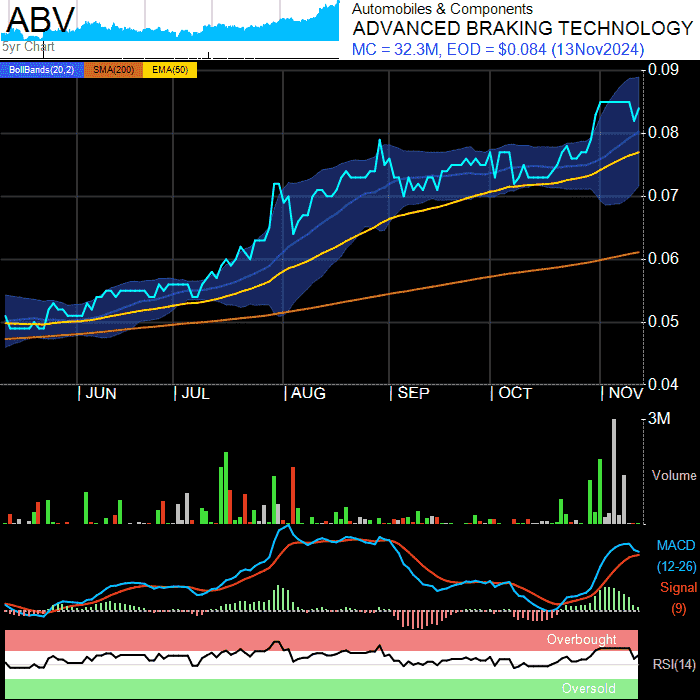 ABV
5yr Chart
Automobiles & Components
ADVANCED BRAKING TECHNOLOGY
MC = 32.3M, EOD = $0.084 (13Nov2024)
BollBands(20,2) SMA(200) EMA(50)
0.09
0.08
0.07
0.06
0.05
0.04
| JUN | JUL | AUG | SEP | OCT | NOV
3M
Volume
MACD
(12-26)
Signal
(9)
Overbought
RSI(14)
Oversold